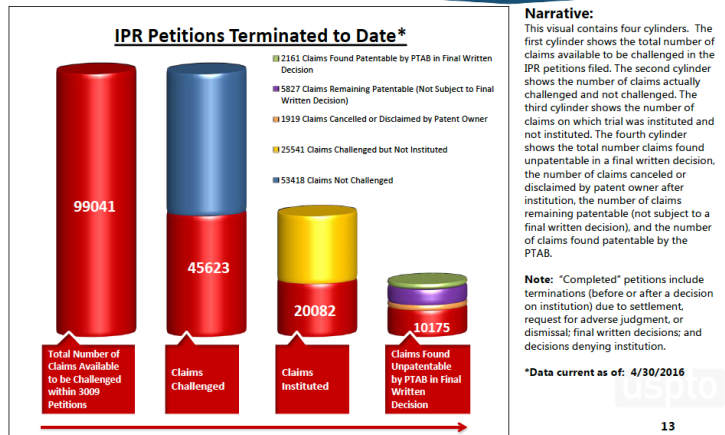 IPR Petitions Terminated to Date*
2161 Claims Found Patentable by PTAB in Final Written
Decision
5827 Claims Remaining Patentable (Not Subject to Final
Written Decision)
1919 Claims Cancelled or Disclaimed by Patent Owner
25541 Claims Challenged but Not Instituted
53418 Claims Not Challenged
99041
45623
20082
10175
Total Number of
Claims Available
to be Challenged
within 3009
Petitions
Claims
Challenged
Claims
Instituted
Claims Found
Unpatentable
by PTAB in Final
Written
Decision
Narrative:
This visual contains four cylinders. The
first cylinder shows the total number of
claims available to be challenged in the
IPR petitions filed. The second cylinder
shows the number of claims actually
challenged and not challenged. The
third cylinder shows the number of
claims on which trial was instituted and
not instituted. The fourth cylinder
shows the total number claims found
unpatentable in a final written decision,
the number of claims canceled or
disclaimed by patent owner after
institution, the number of claims
remaining patentable (not subject to a
final written decision), and the number
of claims found patentable by the
PTAB.
Note: "Completed" petitions include
terminations (before or after a decision
on institution) due to settlement,
request for adverse judgment, or
dismissal; final written decisions; and
decisions denying institution.
*Data current as of: 4/30/2016
uspto
13